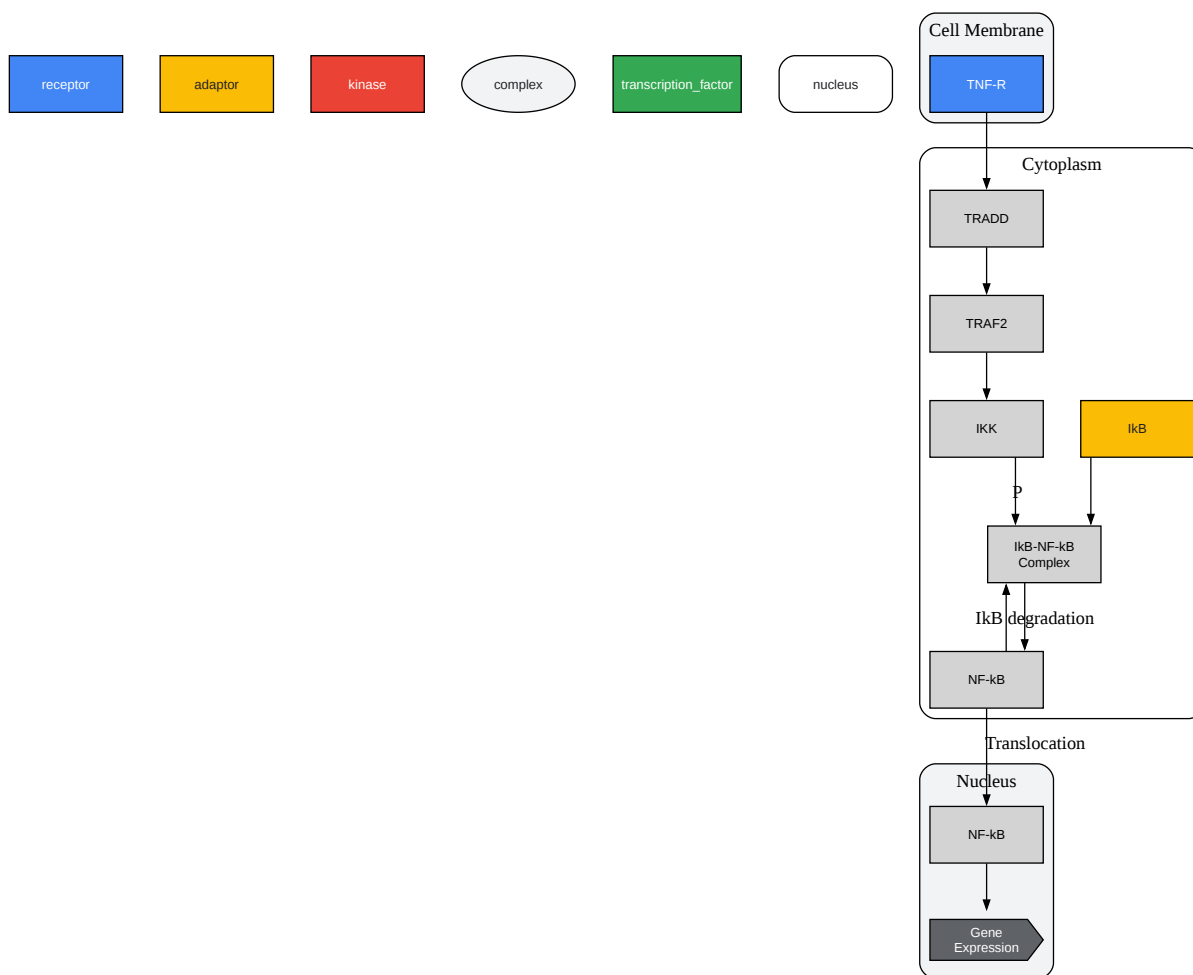 Cell Membrane
receptor
adaptor
kinase
complex
transcription_factor
nucleus
TNF-R
Cytoplasm
TRADD
TRAF2
IKK
IkB
P
IkB-NF-kB
Complex
IkB degradation
NF-kB
Translocation
Nucleus
NF-kB
Gene
Expression